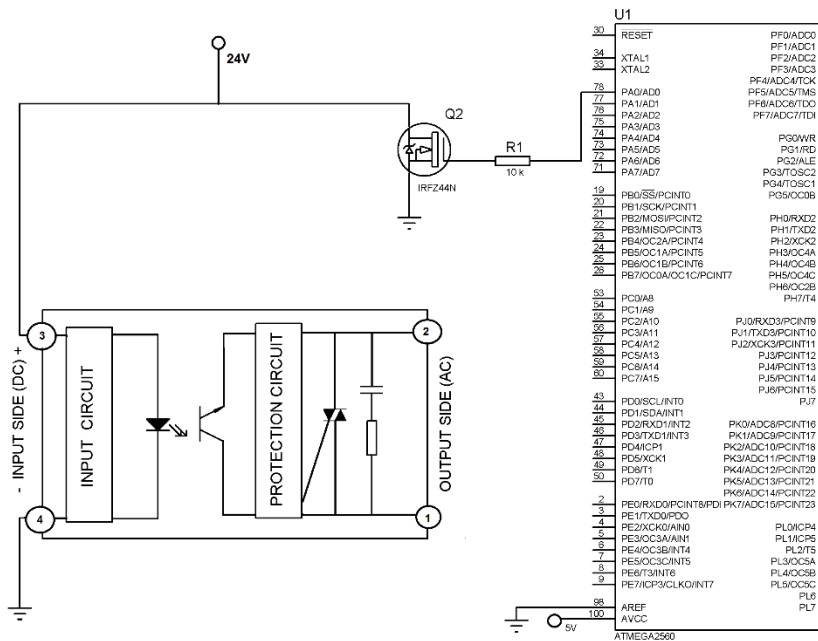 U1
24V
Q2
IRFZ44N
R1
10 k
30 RESET
34 XTAL1
33 XTAL2
78 PA0/AD0
77 PA1/AD1
76 PA2/AD2
75 PA3/AD3
74 PA4/AD4
73 PA5/AD5
72 PA6/AD6
71 PA7/AD7
19 PB0/SS/PCINT0
20 PB1/SCK/PCINT1
21 PB2/MOSI/PCINT2
22 PB3/MISO/PCINT3
23 PB4/OC2A/PCINT4
24 PB5/OC1A/PCINT5
25 PB6/OC1B/PCINT6
26 PB7/OC0A/OC1C/PCINT7
53 PC0/A8
54 PC1/A9
55 PC2/A10
56 PC3/A11
57 PC4/A12
58 PC5/A13
59 PC6/A14
60 PC7/A15
43 PD0/SCL/INT0
44 PD1/SDA/INT1
45 PD2/RXD1/INT2
46 PD3/TXD1/INT3
47 PD4/ICP1
48 PD5/XCK1
49 PD6/T1
50 PD7/T0
2 PE0/RXD0/PCINT8/PDI
3 PE1/TXD0/PDO
4 PE2/XCK0/AIN0
5 PE3/OC3A/AIN1
6 PE4/OC3B/INT4
7 PE5/OC3C/INT5
8 PE6/T3/INT6
9 PE7/ICP3/CLKO/INT7
98 AREF
100 AVCC
5V
ATMEGA2560
PF0/ADC0
PF1/ADC1
PF2/ADC2
PF3/ADC3
PF4/ADC4/TCK
PF5/ADC5/TMS
PF6/ADC6/TDO
PF7/ADC7/TDI
PG0/WR
PG1/RD
PG2/ALE
PG3/TOSC2
PG4/TOSC1
PG5/OC0B
PH0/RXD2
PH1/TXD2
PH2/XCK2
PH3/OC4A
PH4/OC4B
PH5/OC4C
PH6/OC2B
PH7/T4
PJ0/RXD3/PCINT9
PJ1/TXD3/PCINT10
PJ2/XCK3/PCINT11
PJ3/PCINT12
PJ4/PCINT13
PJ5/PCINT14
PJ6/PCINT15
PJ7
PK0/ADC8/PCINT16
PK1/ADC9/PCINT17
PK2/ADC10/PCINT18
PK3/ADC11/PCINT19
PK4/ADC12/PCINT20
PK5/ADC13/PCINT21
PK6/ADC14/PCINT22
PK7/ADC15/PCINT23
PL0/ICP4
PL1/ICP5
PL2/T5
PL3/OC5A
PL4/OC5B
PL5/OC5C
PL6
PL7
- INPUT SIDE (DC) +
3
4
INPUT CIRCUIT
PROTECTION CIRCUIT
2
1
OUTPUT SIDE (AC)